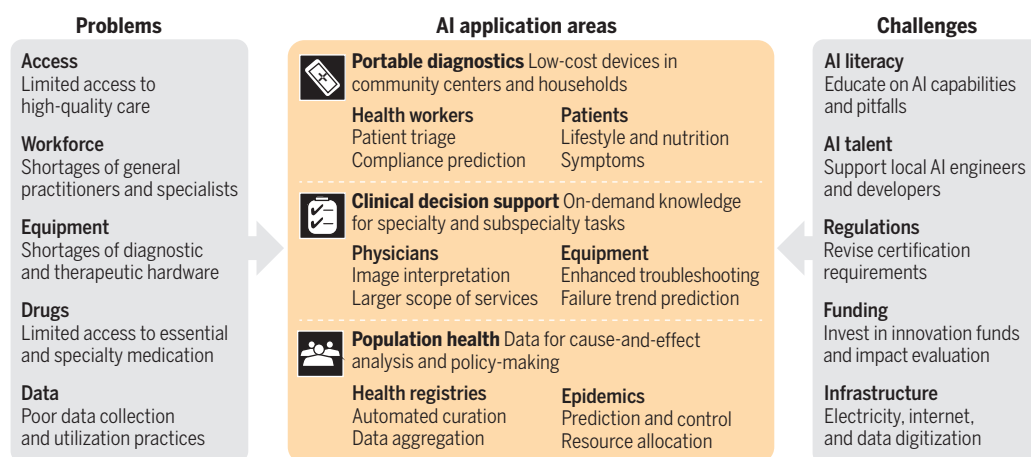 Problems
Access
Limited access to
high-quality care
Workforce
Shortages of general
practitioners and specialists
Equipment
Shortages of diagnostic
and therapeutic hardware
Drugs
Limited access to essential
and specialty medication
Data
Poor data collection
and utilization practices
AI application areas
Portable diagnostics Low-cost devices in
community centers and households
Health workers
Patient triage
Compliance prediction
Patients
Lifestyle and nutrition
Symptoms
Clinical decision support On-demand knowledge
for specialty and subspecialty tasks
Physicians
Image interpretation
Larger scope of services
Equipment
Enhanced troubleshooting
Failure trend prediction
Population health Data for cause-and-effect
analysis and policy-making
Health registries
Automated curation
Data aggregation
Epidemics
Prediction and control
Resource allocation
Challenges
AI literacy
Educate on AI capabilities
and pitfalls
AI talent
Support local AI engineers
and developers
Regulations
Revise certification
requirements
Funding
Invest in innovation funds
and impact evaluation
Infrastructure
Electricity, internet,
and data digitization